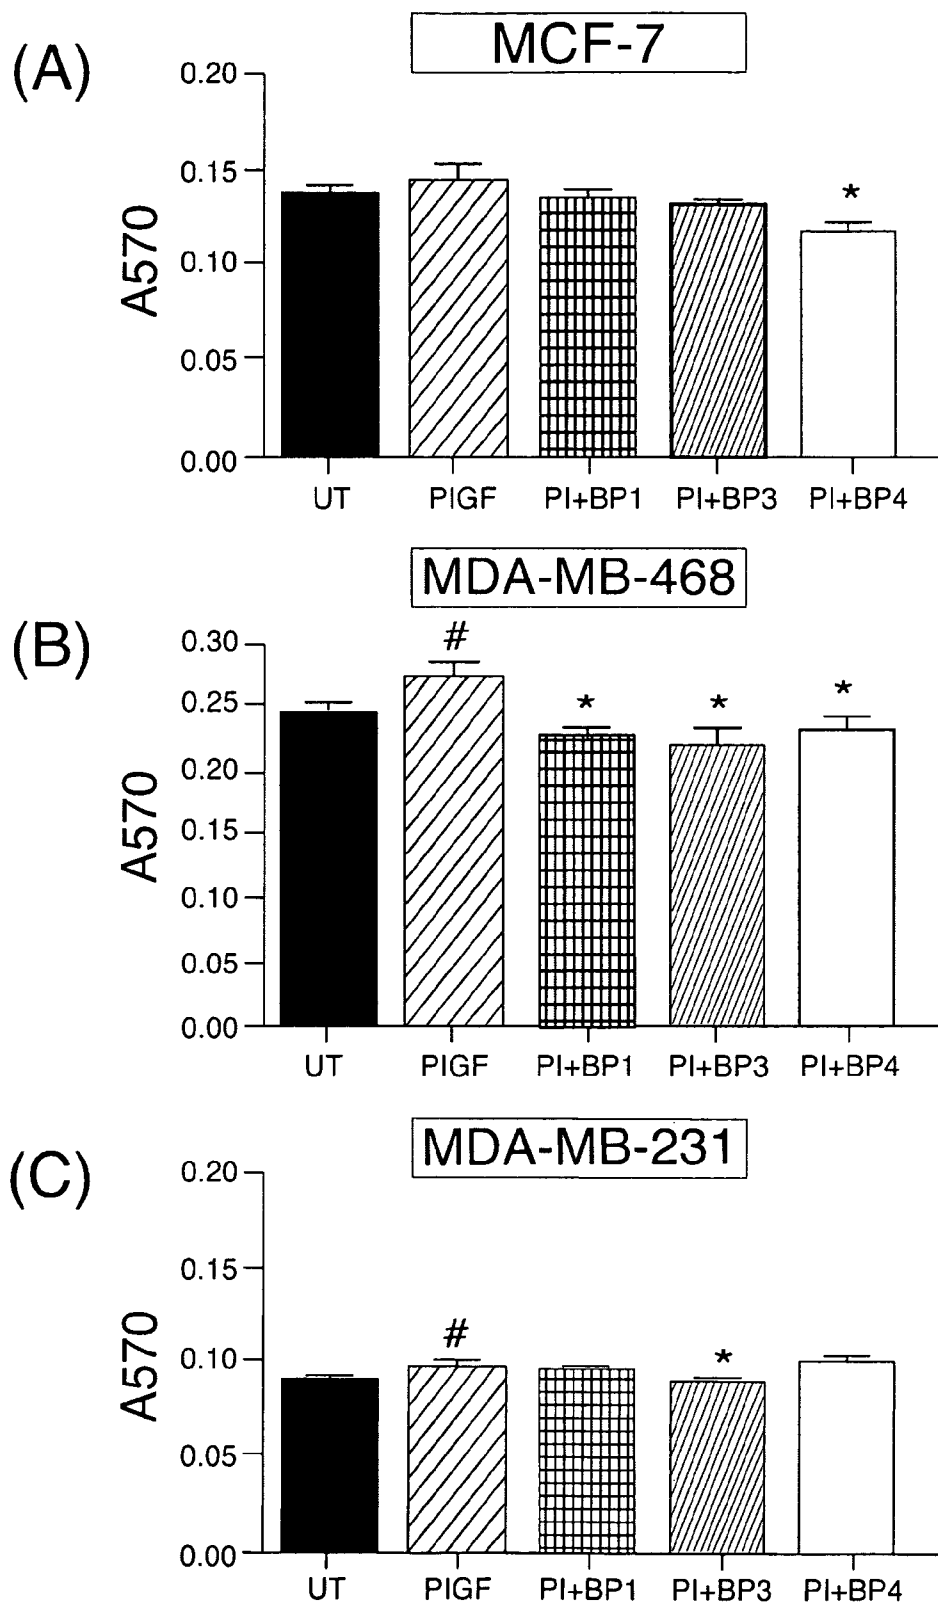 (A)
MCF-7
0.20
0.15
0.10
0.05
0.00
A570
*
UT PIGF PI+BP1 PI+BP3 PI+BP4
(B)
MDA-MB-468
0.30
0.25
0.20
0.15
0.10
0.05
0.00
A570
# * * *
UT PIGF PI+BP1 PI+BP3 PI+BP4
(C)
MDA-MB-231
0.20
0.15
0.10
0.05
0.00
A570
# *
UT PIGF PI+BP1 PI+BP3 PI+BP4